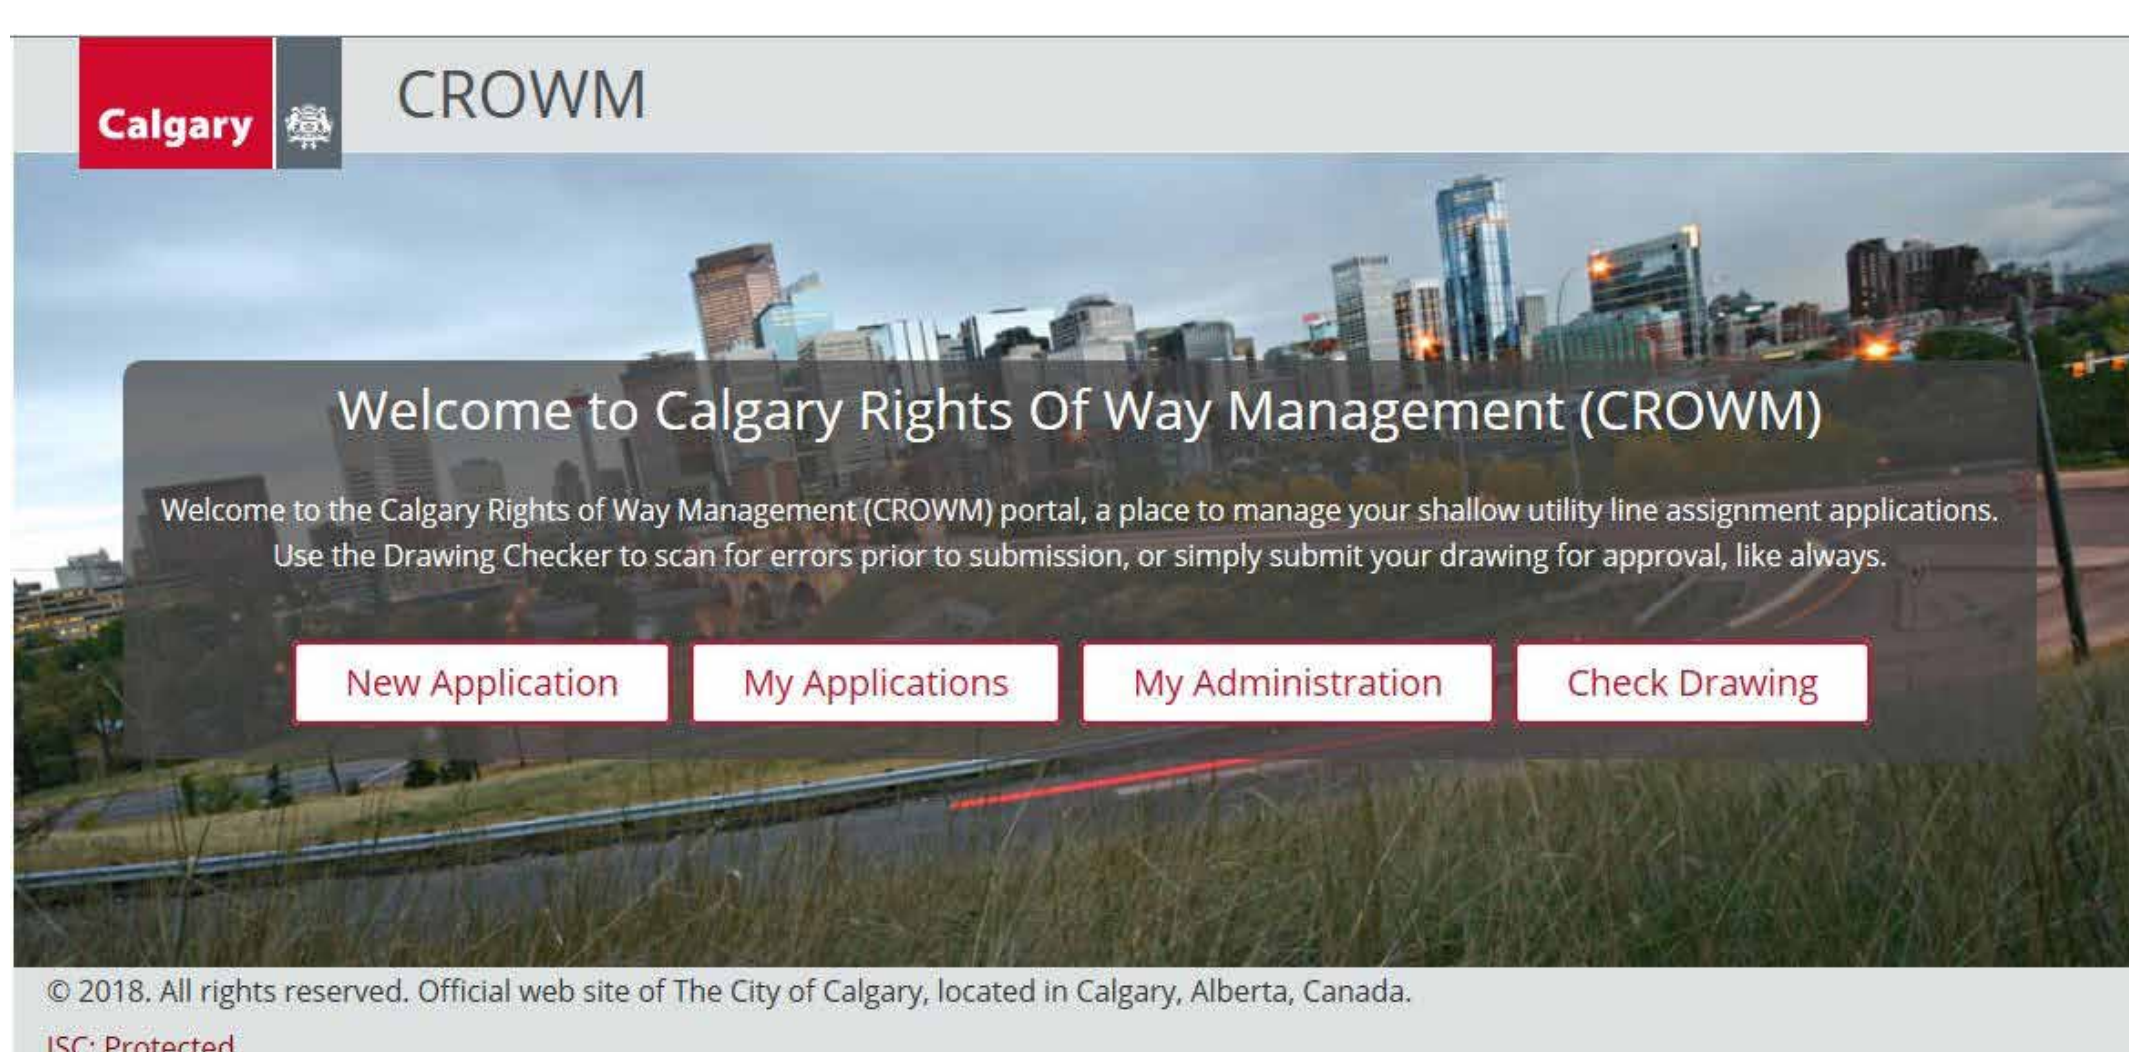 Calgary
CROWM
Welcome to Calgary Rights Of Way Management (CROWM)
Welcome to the Calgary Rights of Way Management (CROWM) portal, a place to manage your shallow utility line assignment applications.
Use the Drawing Checker to scan for errors prior to submission, or simply submit your drawing for approval, like always.
New Application
My Applications
My Administration
Check Drawing
© 2018. All rights reserved. Official web site of The City of Calgary, located in Calgary, Alberta, Canada.
ISC: Protected